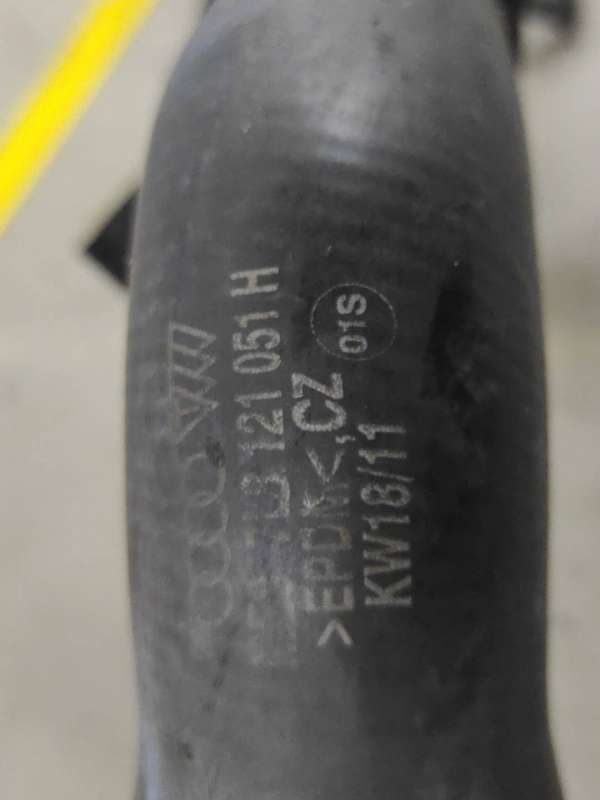 121 051 H
>EPDM<,CZ
01S
KW18/11